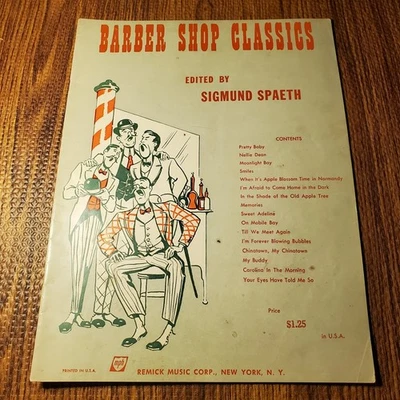 BARBER SHOP CLASSICS
EDITED BY
SIGMUND SPAETH
CONTENTS
Pretty Baby
Nellie Dean
Moonlight Bay
Smiles
When it's Apple Blossom Time in Normandy
I'm Afraid to Come Home in the Dark
In the Shade of the Old Apple Tree
Memories
Sweet Adeline
On Mobile Bay
Till We Meet Again
I'm Forever Blowing Bubbles
Chinatown, My Chinatown
My Buddy
Carolina In The Morning
Your Eyes Have Told Me So
Price
$1.25
in U.S.A.
PRINTED IN U.S.A.
mph
REMICK MUSIC CORP., NEW YORK, N. Y.